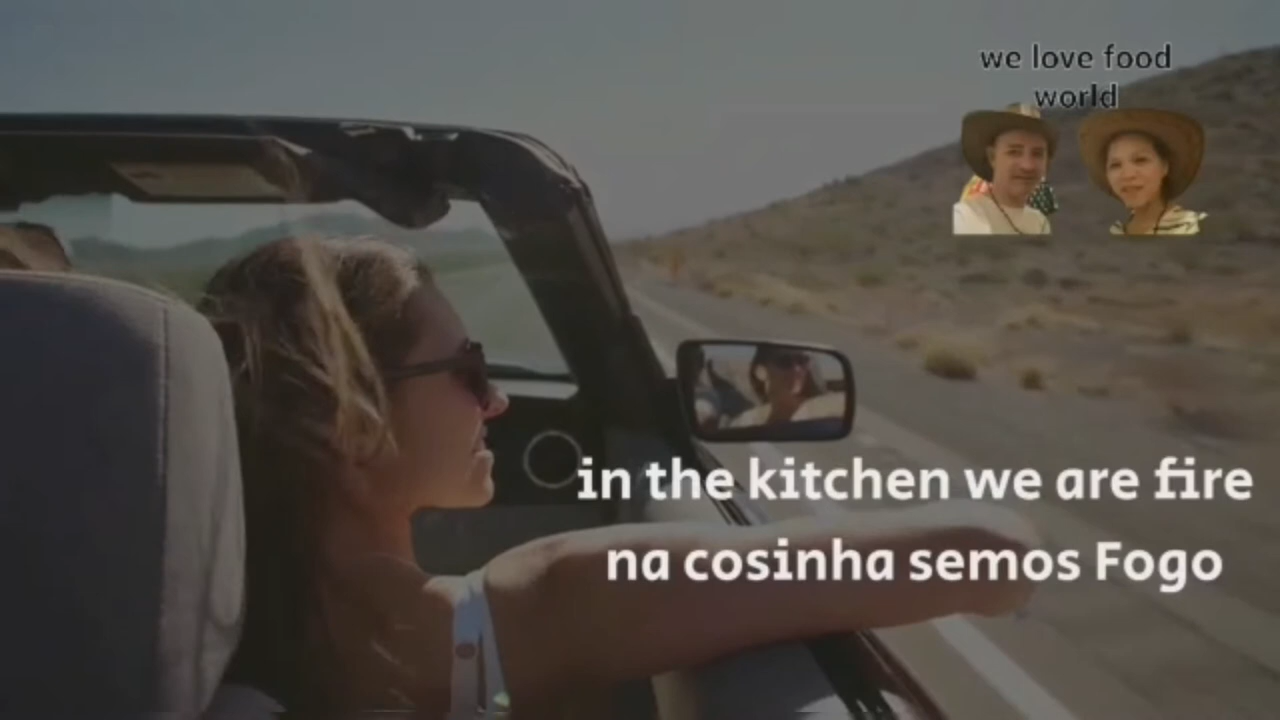 we love food
world
in the kitchen we are fire
na cosinha semos Fogo